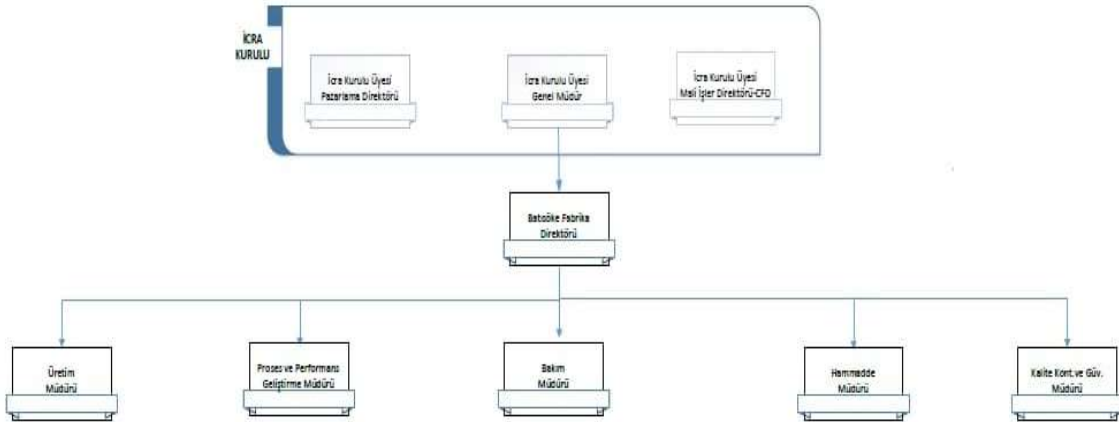 İCRA
KURULU
İcra Kurulu Üyesi
Pazarlama Direktörü
İcra Kurulu Üyesi
Genel Müdür
İcra Kurulu Üyesi
Mali İşler Direktörü-CFO
Batısöke Fabrika
Direktörü
Üretim
Müdürü
Proses ve Performans
Geliştirme Müdürü
Bakım
Müdürü
Hammadde
Müdürü
Kalite Kont.ve Güv.
Müdürü